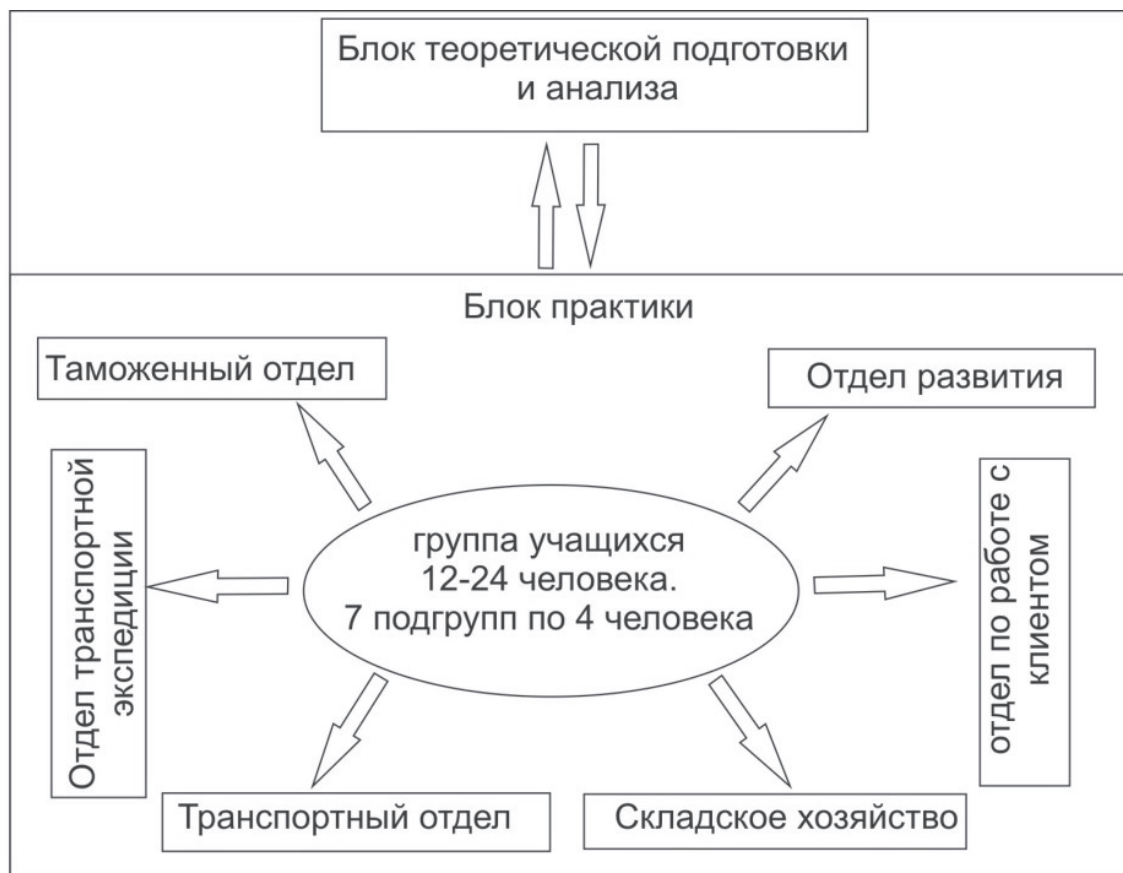 Блок теоретической подготовки
и анализа
Блок практики
Таможенный отдел
Отдел развития
Отдел транспортной
экспедиции
группа учащихся
12-24 человека.
7 подгрупп по 4 человека
отдел по работе с
клиентом
Транспортный отдел
Складское хозяйство